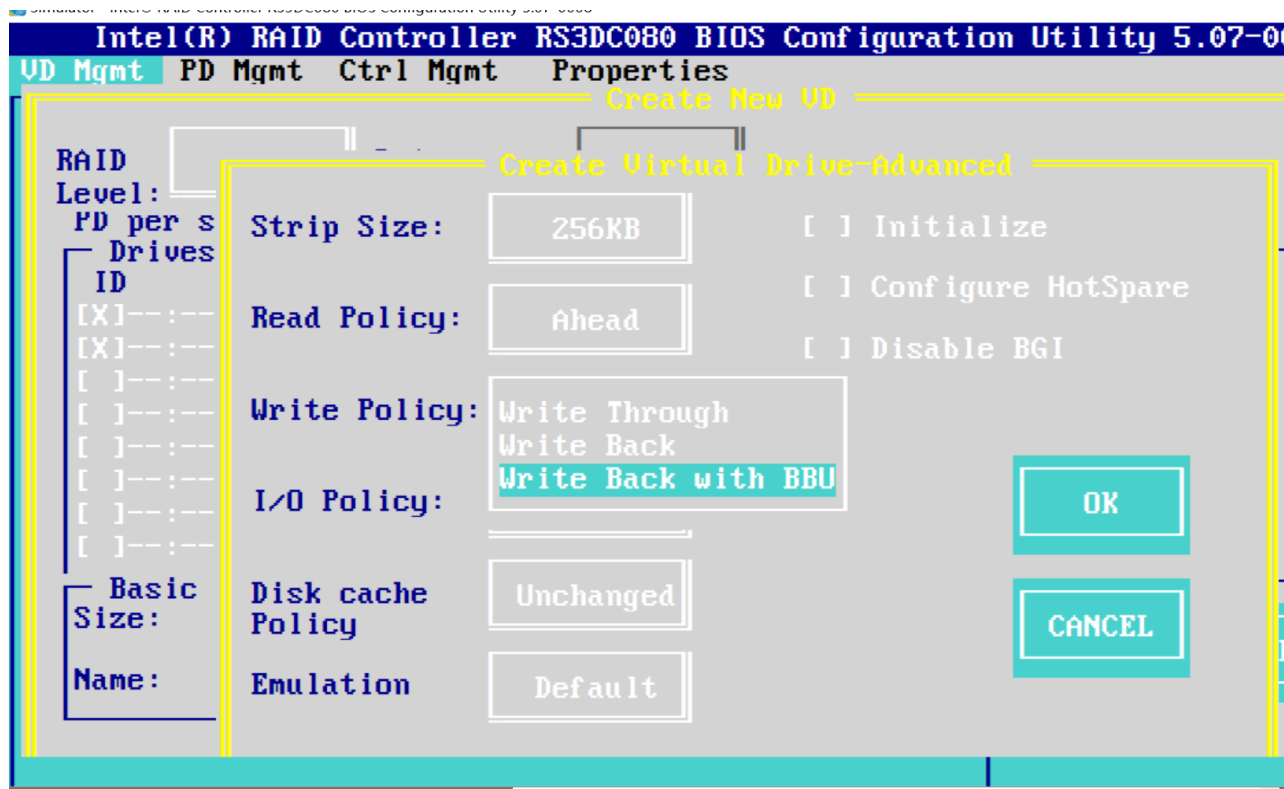 Intel(R) RAID Controller RS3DC080 BIOS Configuration Utility 5.07-0
VD Mgmt PD Mgmt Ctrl Mgmt Properties
Create New VD
RAID
Level:
Create Virtual Drive-Advanced
PD per s
Drives
ID
[X]--:--
[X]--:--
[ ]--:--
[ ]--:--
[ ]--:--
[ ]--:--
[ ]--:--
[ ]--:--
Basic
Size:
Name:
Strip Size: 256KB [ ] Initialize
[ ] Configure HotSpare
Read Policy: Ahead
[ ] Disable BGI
Write Policy: Write Through
Write Back
Write Back with BBU
I/O Policy:
OK
Disk cache
Policy
Unchanged
CANCEL
Emulation Default